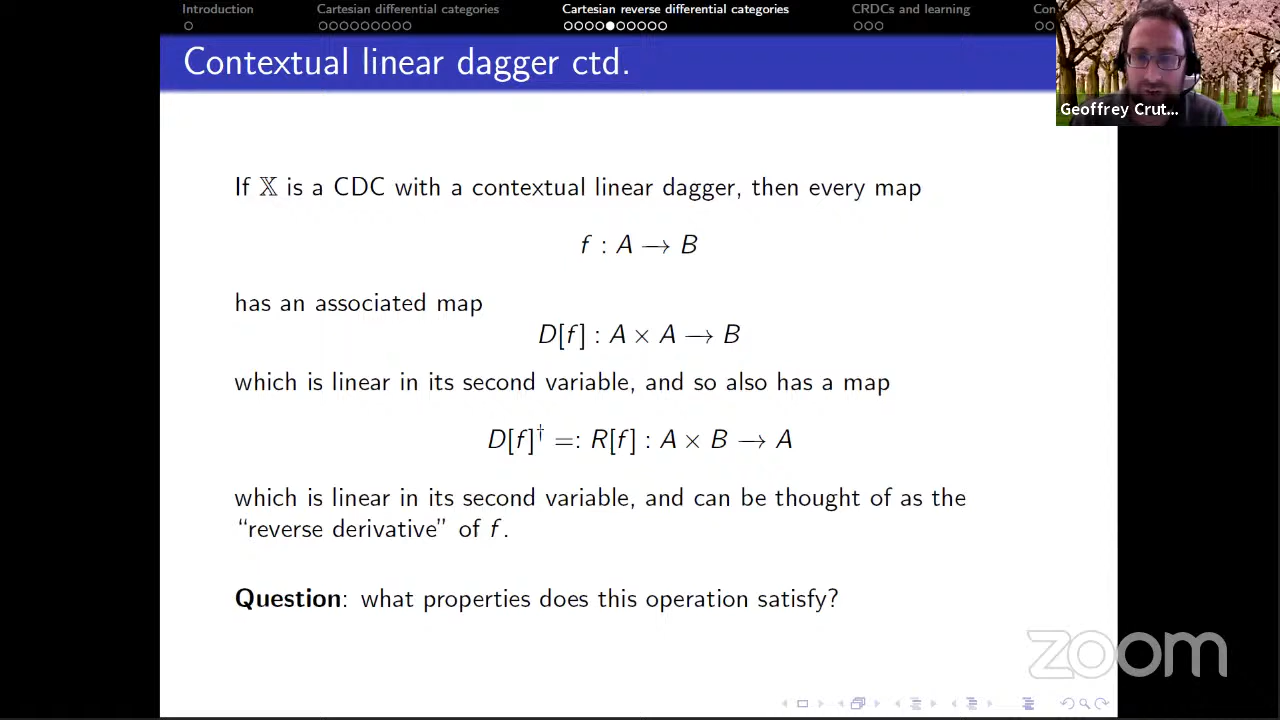 Introduction
Cartesian differential categories
Cartesian reverse differential categories
CRDCs and learning
Con
Contextual linear dagger ctd.
Geoffrey Crut...
If 𝕏 is a CDC with a contextual linear dagger, then every map
f : A ⟶ B
has an associated map
D[f] : A × A ⟶ B
which is linear in its second variable, and so also has a map
D[f]† =: R[f] : A × B ⟶ A
which is linear in its second variable, and can be thought of as the
“reverse derivative” of f.
Question: what properties does this operation satisfy?
zoom